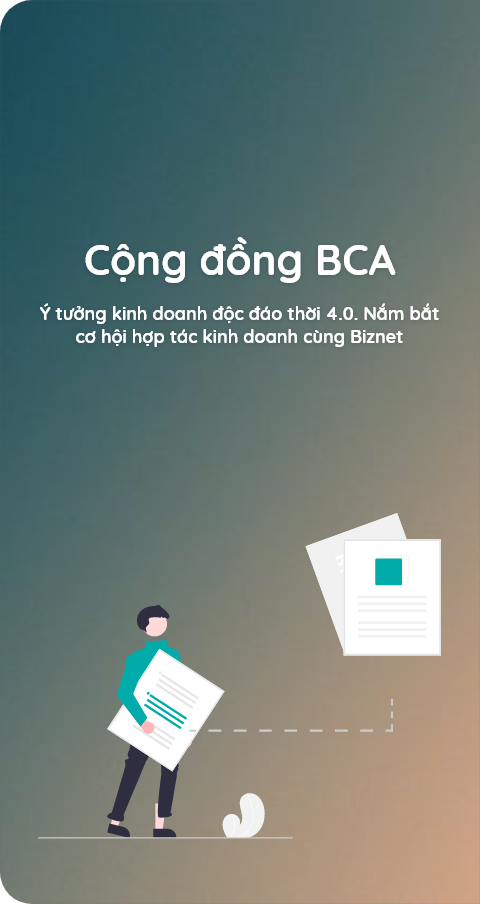 Cộng đồng BCA
Ý tưởng kinh doanh độc đáo thời 4.0. Nắm bắt
cơ hội hợp tác kinh doanh cùng Biznet